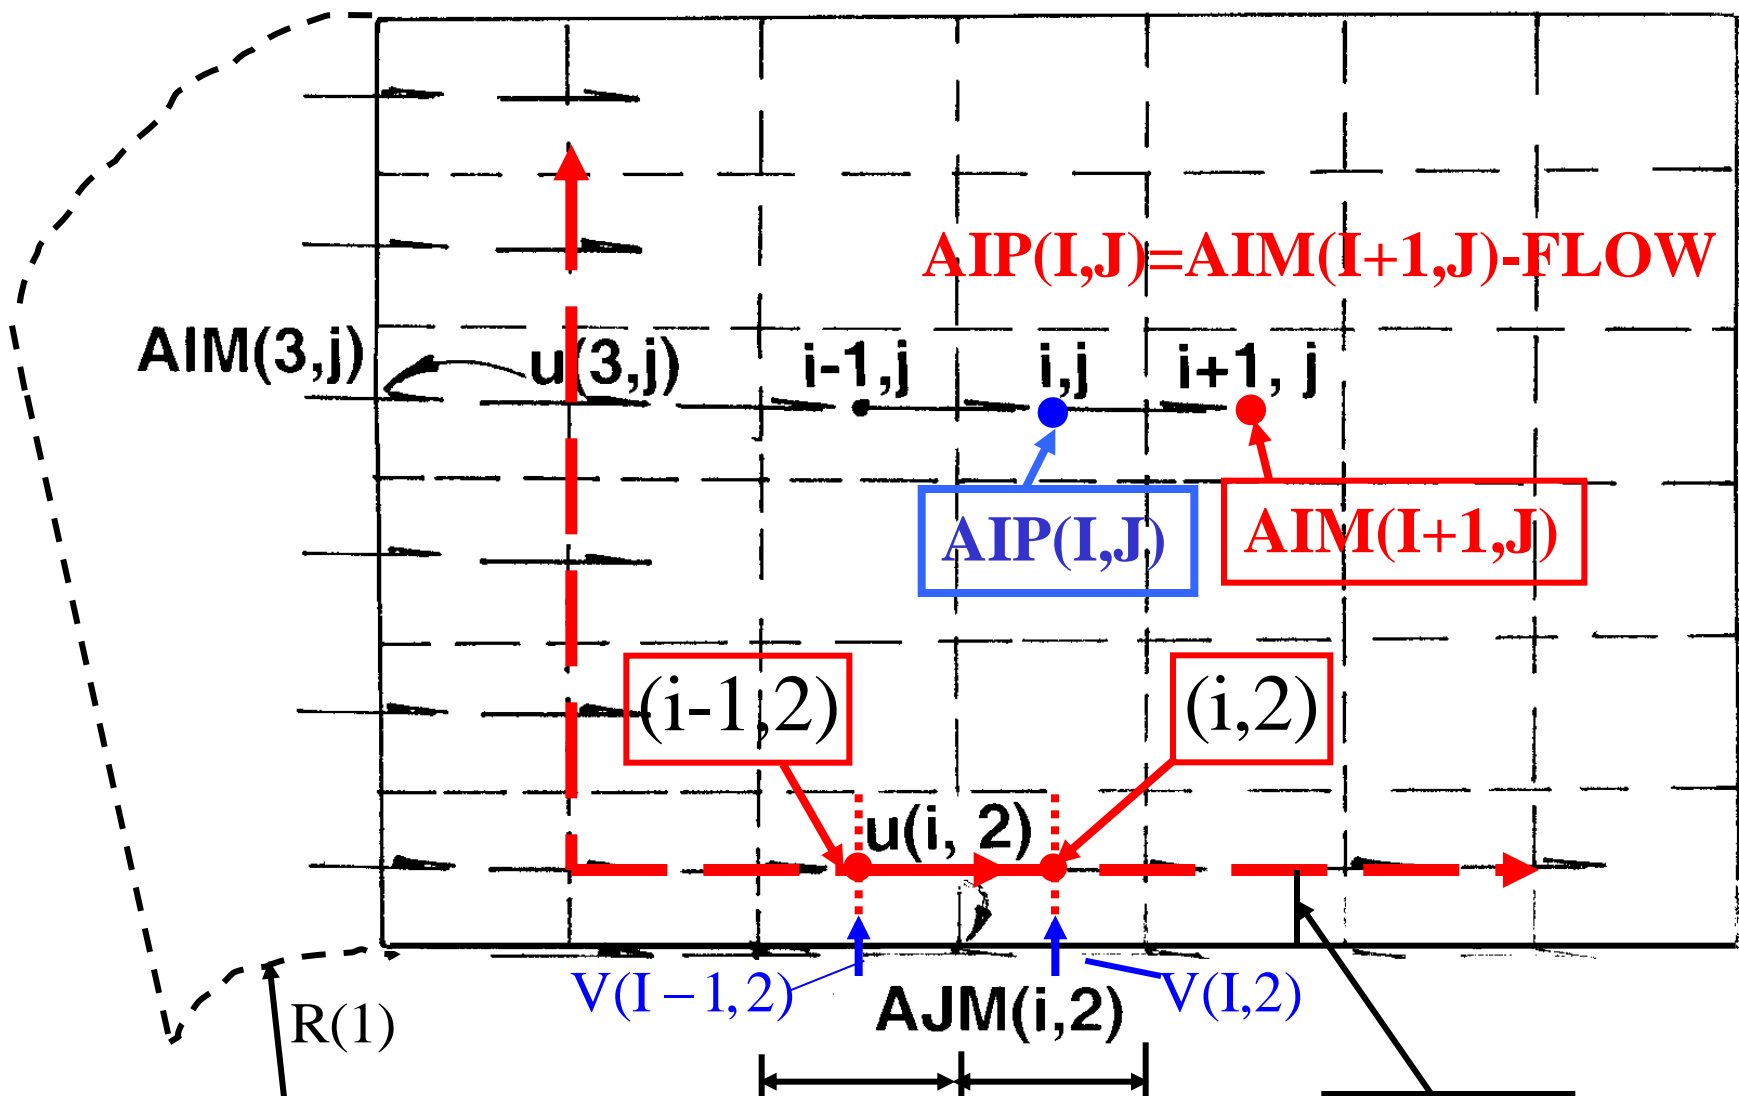 AIP(I,J)=AIM(I+1,J)-FLOW
AIM(3,j)
u(3,j)
i-1,j
i,j
i+1, j
AIP(I,J)
AIM(I+1,J)
(i-1,2)
(i,2)
u(i, 2)
V(I-1,2)
AJM(i,2)
V(I,2)
R(1)